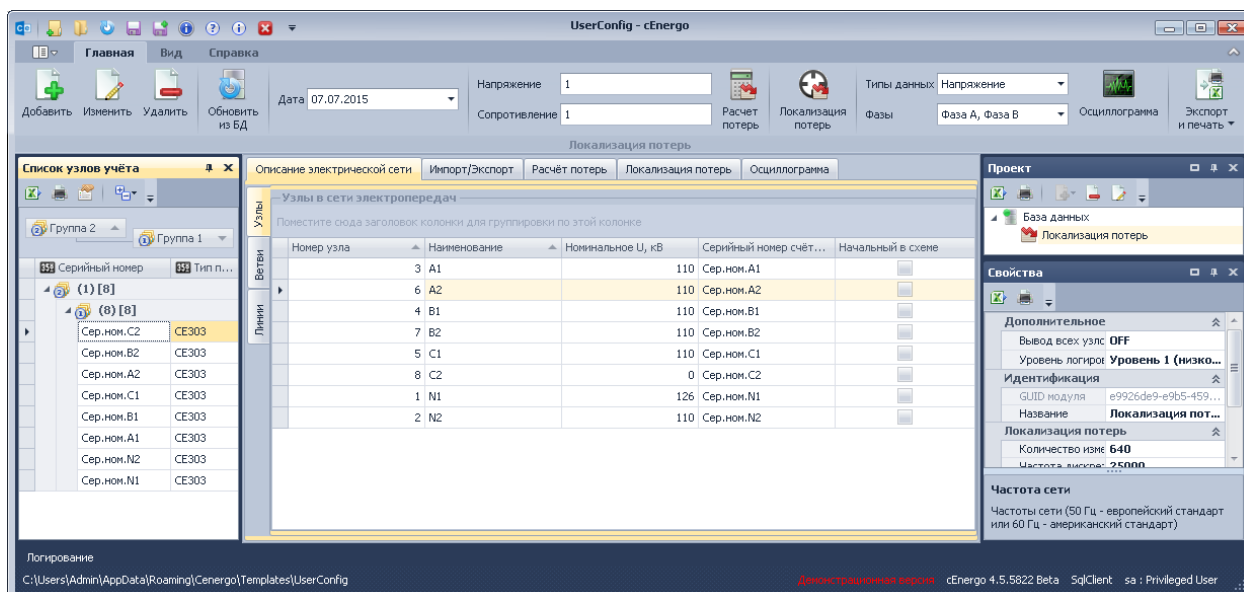 UserConfig - cEnergo
Главная Вид Справка
Добавить Изменить Удалить Обновить из БД
Дата 07.07.2015
Напряжение 1
Сопротивление 1
Расчет потерь
Локализация потерь
Типы данных Напряжение
Фазы Фаза A, Фаза B
Осциллограмма
Экспорт и печать
Локализация потерь
Список узлов учёта
Группа 2
Группа 1
Серийный номер Тип п...
(1) [8]
(8) [8]
Сер.ном.C2 CE303
Сер.ном.B2 CE303
Сер.ном.A2 CE303
Сер.ном.C1 CE303
Сер.ном.B1 CE303
Сер.ном.A1 CE303
Сер.ном.N2 CE303
Сер.ном.N1 CE303
Описание электрической сети Импорт/Экспорт Расчёт потерь Локализация потерь Осциллограмма
Узлы
Ветви
Линии
Узлы в сети электропередач
Поместите сюда заголовок колонки для группировки по этой колонке
Номер узла Наименование Номинальное U, кВ Серийный номер счёт... Начальный в схеме
3 A1 110 Сер.ном.A1
6 A2 110 Сер.ном.A2
4 B1 110 Сер.ном.B1
7 B2 110 Сер.ном.B2
5 C1 110 Сер.ном.C1
8 C2 0 Сер.ном.C2
1 N1 126 Сер.ном.N1
2 N2 110 Сер.ном.N2
Проект
База данных
Локализация потерь
Свойства
Дополнительное
Вывод всех узлс OFF
Уровень логиров Уровень 1 (низко...
Идентификация
GUID модуля e9926de9-e9b5-459...
Название Локализация пот...
Локализация потерь
Количество изме 640
Частота дискрет 25000
Частота сети
Частоты сети (50 Гц - европейский стандарт
или 60 Гц - американский стандарт)
Логирование
C:\Users\Admin\AppData\Roaming\Cenergo\Templates\UserConfig
Демонстрационная версия cEnergo 4.5.5822 Beta SqlClient sa : Privileged User